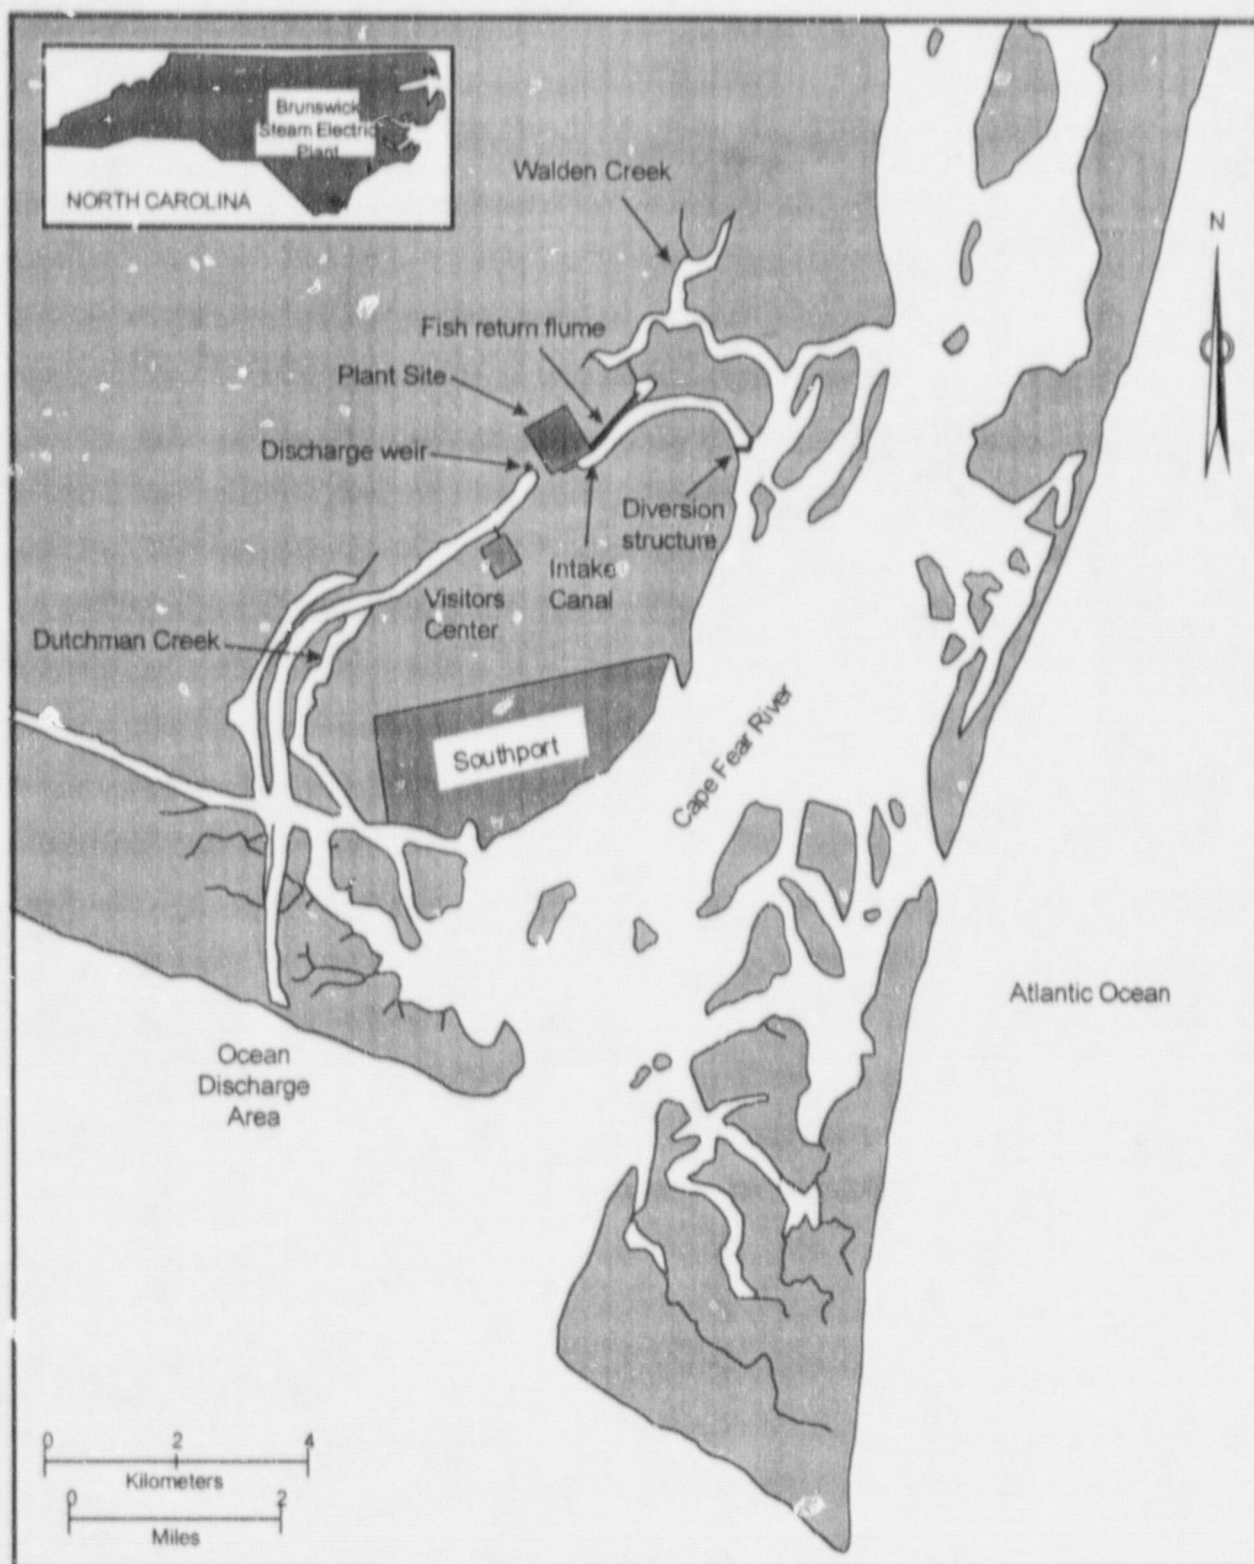 Brunswick
Steam Electric
Plant
NORTH CAROLINA
Walden Creek
N
Fish return flume
Plant Site
Discharge weir
Diversion
structure
Intake
Canal
Visitors
Center
Dutchman Creek
Southport
Cape Fear River
Atlantic Ocean
Ocean
Discharge
Area
0 2 4
Kilometers
0 2
Miles